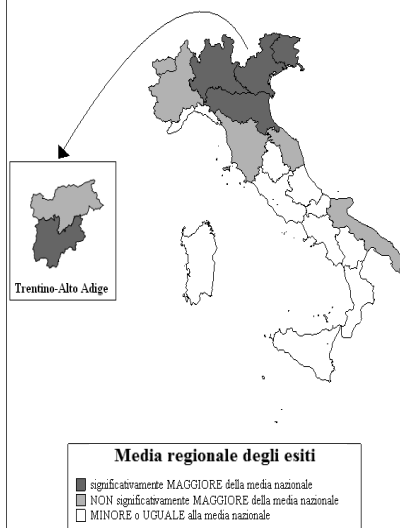 Trentino-Alto Adige
Media regionale degli esiti
significativamente MAGGIORE della media nazionale
NON significativamente MAGGIORE della media nazionale
MINORE o UGUALE alla media nazionale